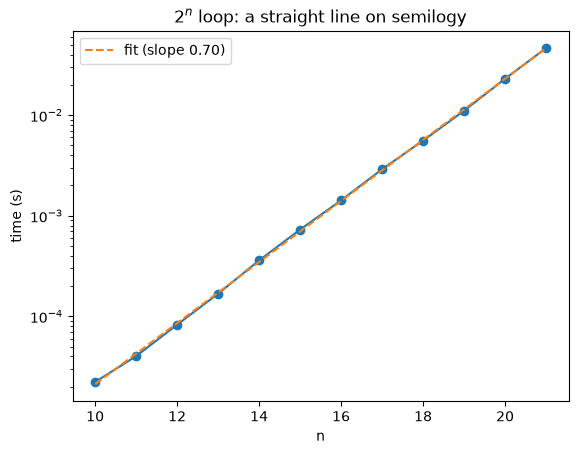 2ⁿ loop: a straight line on semilogy
fit (slope 0.70)
time (s)
10⁻²
10⁻³
10⁻⁴
10 12 14 16 18 20
n